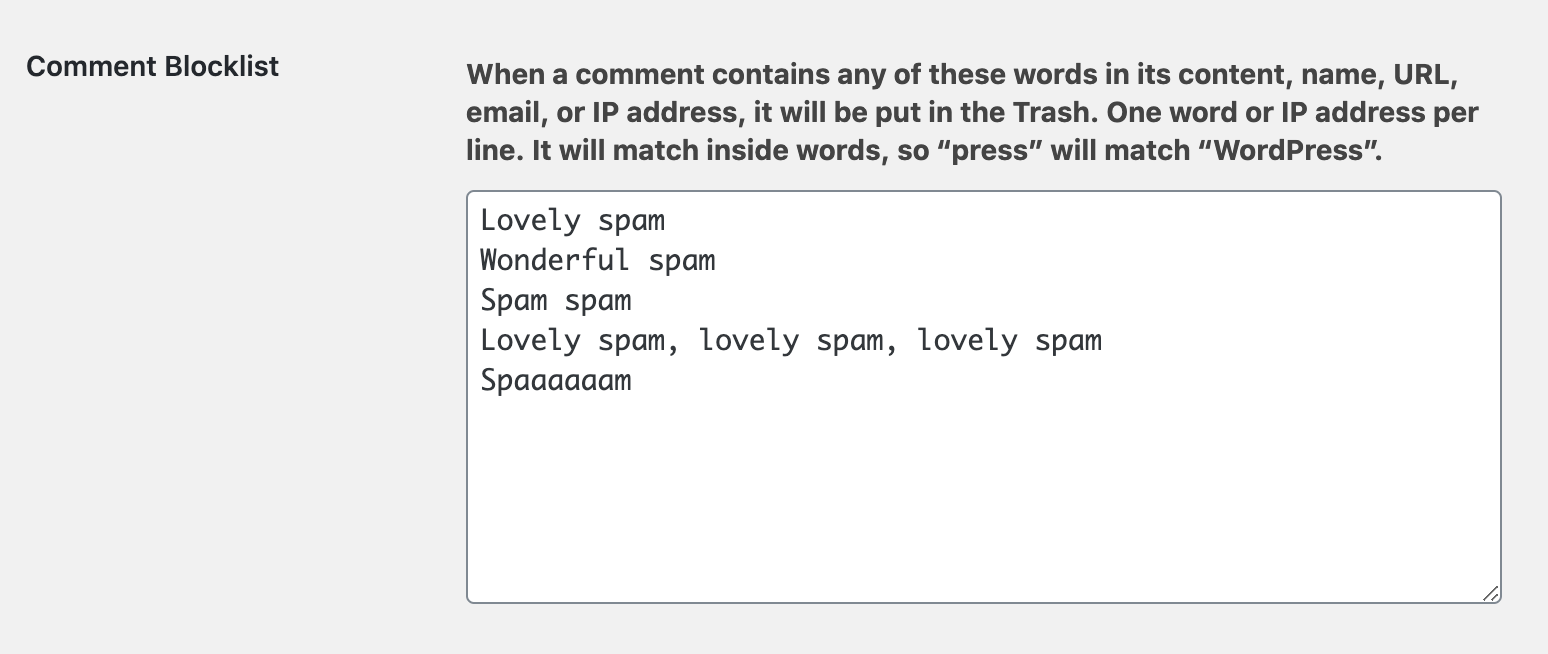 Comment Blocklist
When a comment contains any of these words in its content, name, URL,
email, or IP address, it will be put in the Trash. One word or IP address per
line. It will match inside words, so “press” will match “WordPress”.
Lovely spam
Wonderful spam
Spam spam
Lovely spam, lovely spam, lovely spam
Spaaaaaam